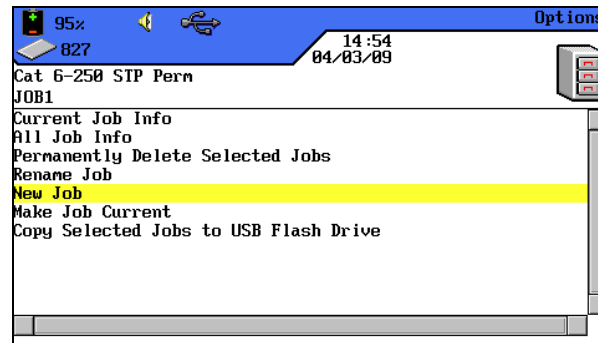 95%
Options
827
14:54
04/03/09
Cat 6-250 STP Perm
JOB1
Current Job Info
All Job Info
Permanently Delete Selected Jobs
Rename Job
New Job
Make Job Current
Copy Selected Jobs to USB Flash Drive